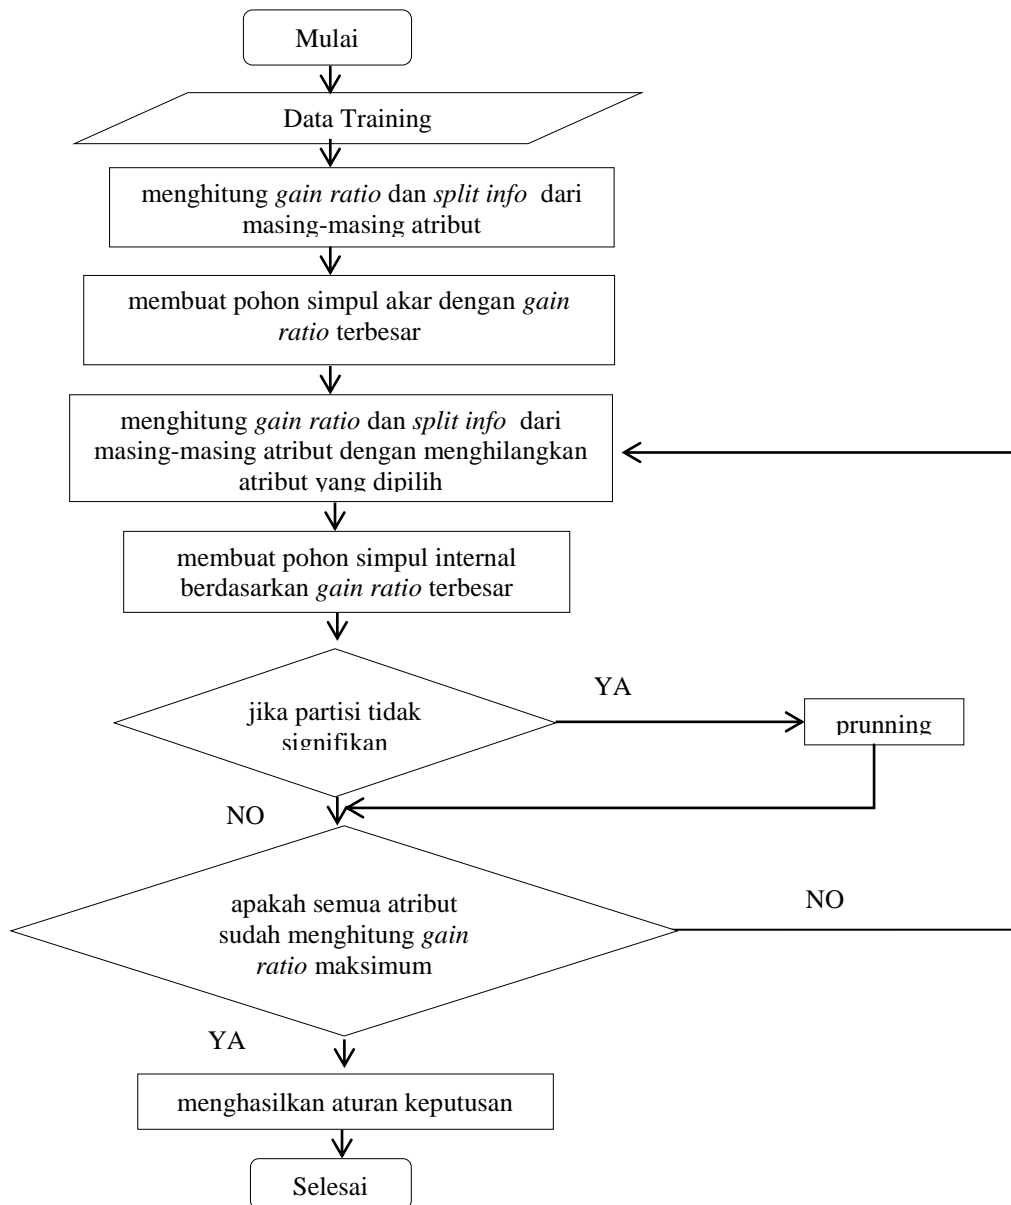 Mulai
Data Training
menghitung gain ratio dan split info dari
masing-masing atribut
membuat pohon simpul akar dengan gain
ratio terbesar
menghitung gain ratio dan split info dari
masing-masing atribut dengan menghilangkan
atribut yang dipilih
membuat pohon simpul internal
berdasarkan gain ratio terbesar
jika partisi tidak
signifikan
YA
prunning
NO
apakah semua atribut
sudah menghitung gain
ratio maksimum
NO
YA
menghasilkan aturan keputusan
Selesai